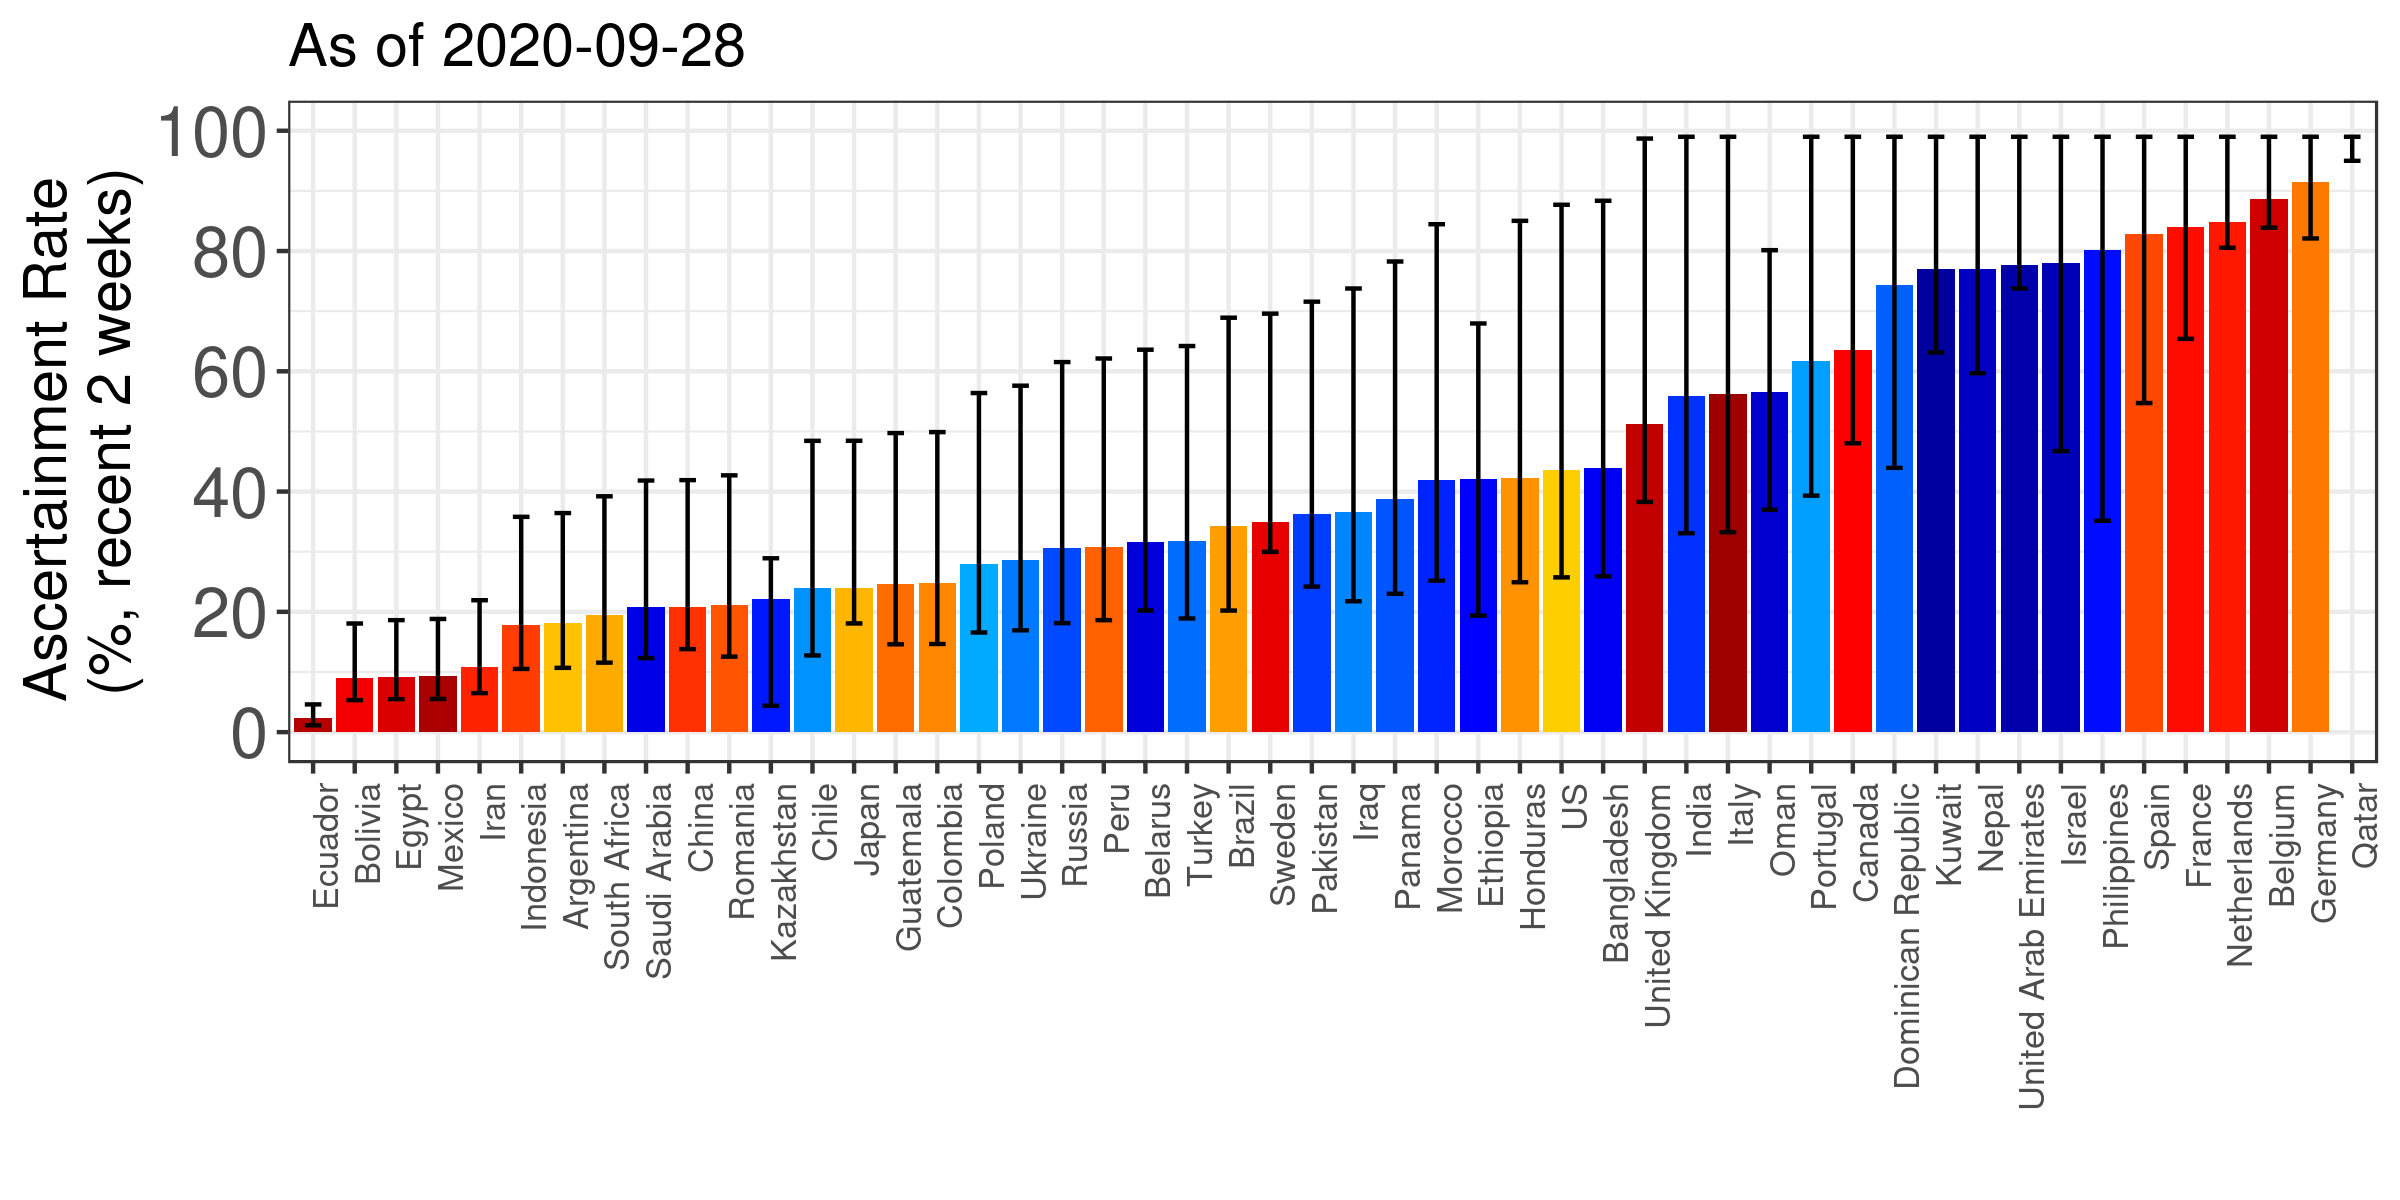 As of 2020-09-28
Ascertainment Rate
(%, recent 2 weeks)
100
80
60
40
20
0
Ecuador
Bolivia
Egypt
Mexico
Iran
Indonesia
Argentina
South Africa
Saudi Arabia
China
Romania
Kazakhstan
Chile
Japan
Guatemala
Colombia
Poland
Ukraine
Russia
Peru
Belarus
Turkey
Brazil
Sweden
Pakistan
Iraq
Panama
Morocco
Ethiopia
Honduras
US
Bangladesh
United Kingdom
India
Italy
Oman
Portugal
Canada
Dominican Republic
Kuwait
Nepal
United Arab Emirates
Israel
Philippines
Spain
France
Netherlands
Belgium
Germany
Qatar